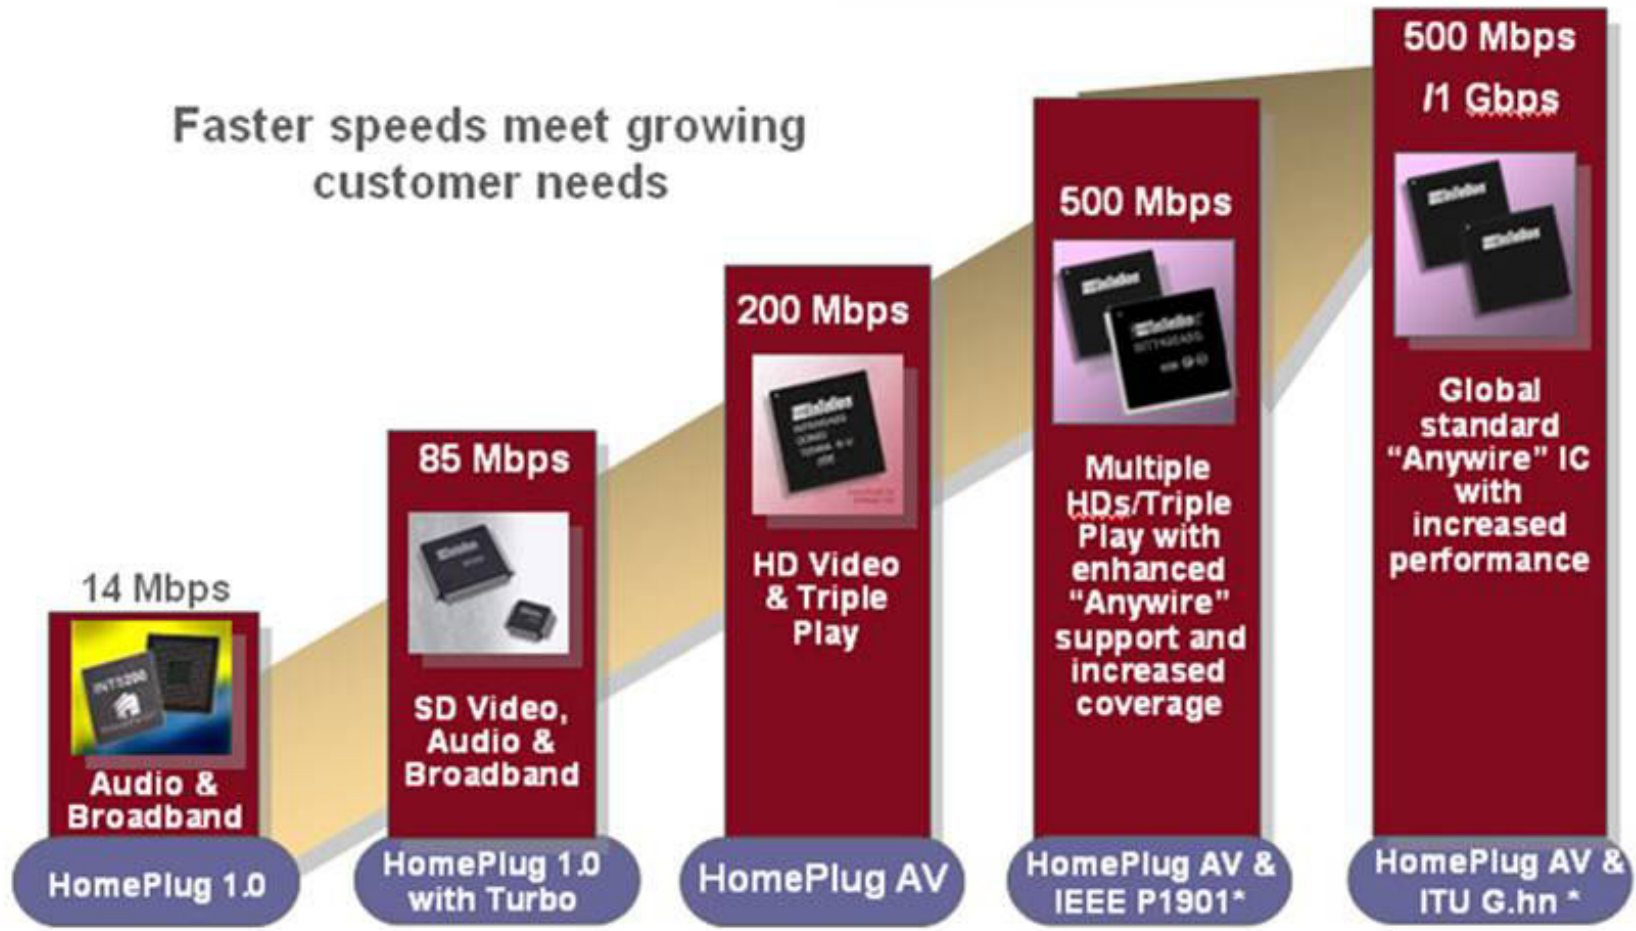 Faster speeds meet growing
customer needs
14 Mbps
INT5200
Audio &
Broadband
HomePlug 1.0
85 Mbps
SD Video,
Audio &
Broadband
HomePlug 1.0
with Turbo
200 Mbps
HD Video
& Triple
Play
HomePlug AV
500 Mbps
Multiple
HDs/Triple
Play with
enhanced
“Anywire”
support and
increased
coverage
HomePlug AV &
IEEE P1901*
500 Mbps
/1 Gbps
Global
standard
“Anywire” IC
with
increased
performance
HomePlug AV &
ITU G.hn *